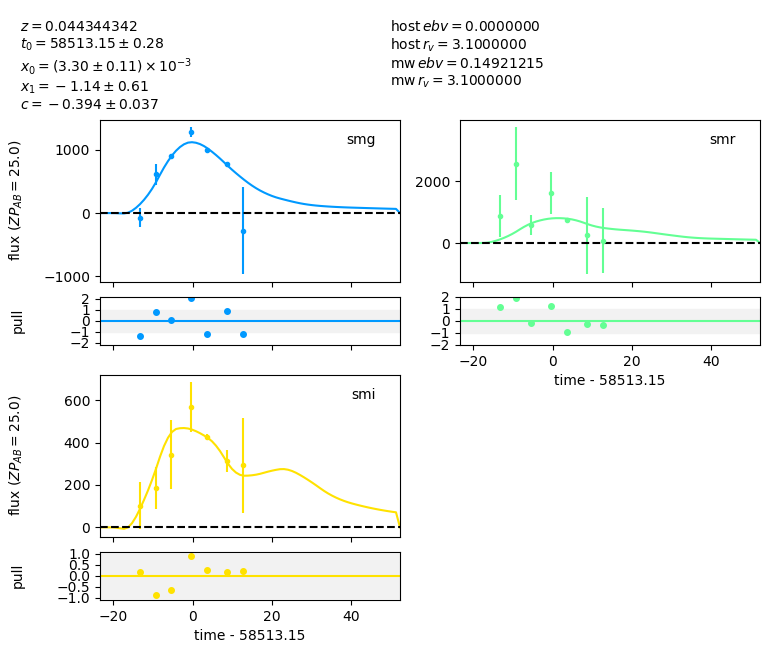 z = 0.044344342
t₀ = 58513.15 ± 0.28
x₀ = (3.30 ± 0.11) × 10⁻³
x₁ = −1.14 ± 0.61
c = −0.394 ± 0.037
host ebv = 0.0000000
host rᵥ = 3.1000000
mw ebv = 0.14921215
mw rᵥ = 3.1000000
smg
flux (ZP_AB = 25.0)
1000
0
−1000
pull
2
1
0
−1
−2
smr
2000
0
2
1
0
−1
−2
−20
0
20
40
time - 58513.15
smi
flux (ZP_AB = 25.0)
600
400
200
0
pull
1.0
0.5
0.0
−0.5
−1.0
−20
0
20
40
time - 58513.15